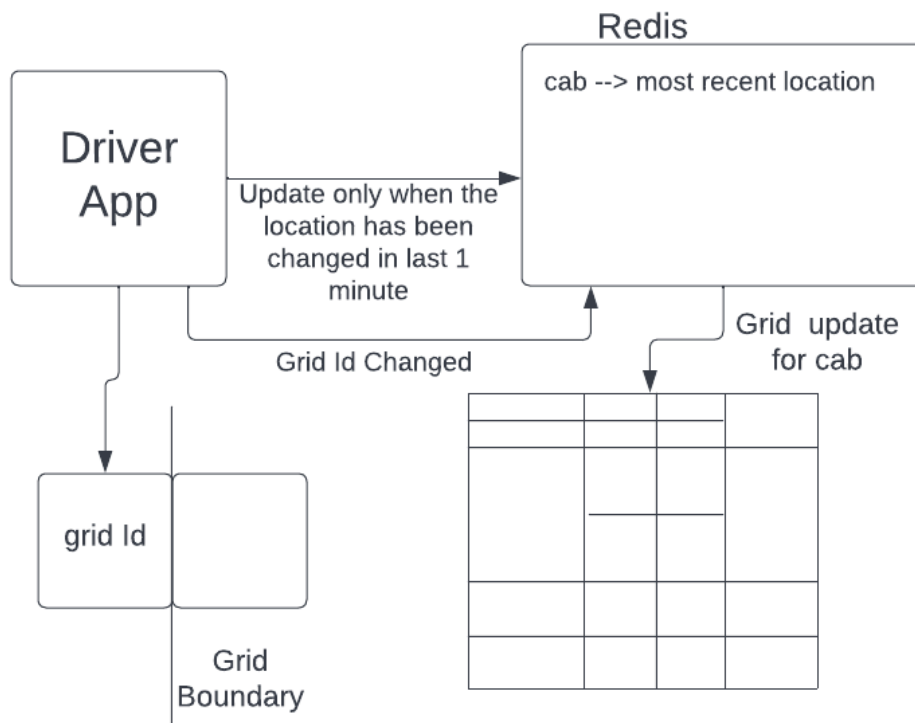 Redis
cab --> most recent location
Driver
App
Update only when the
location has been
changed in last 1
minute
Grid update
for cab
Grid Id Changed
grid Id
Grid
Boundary